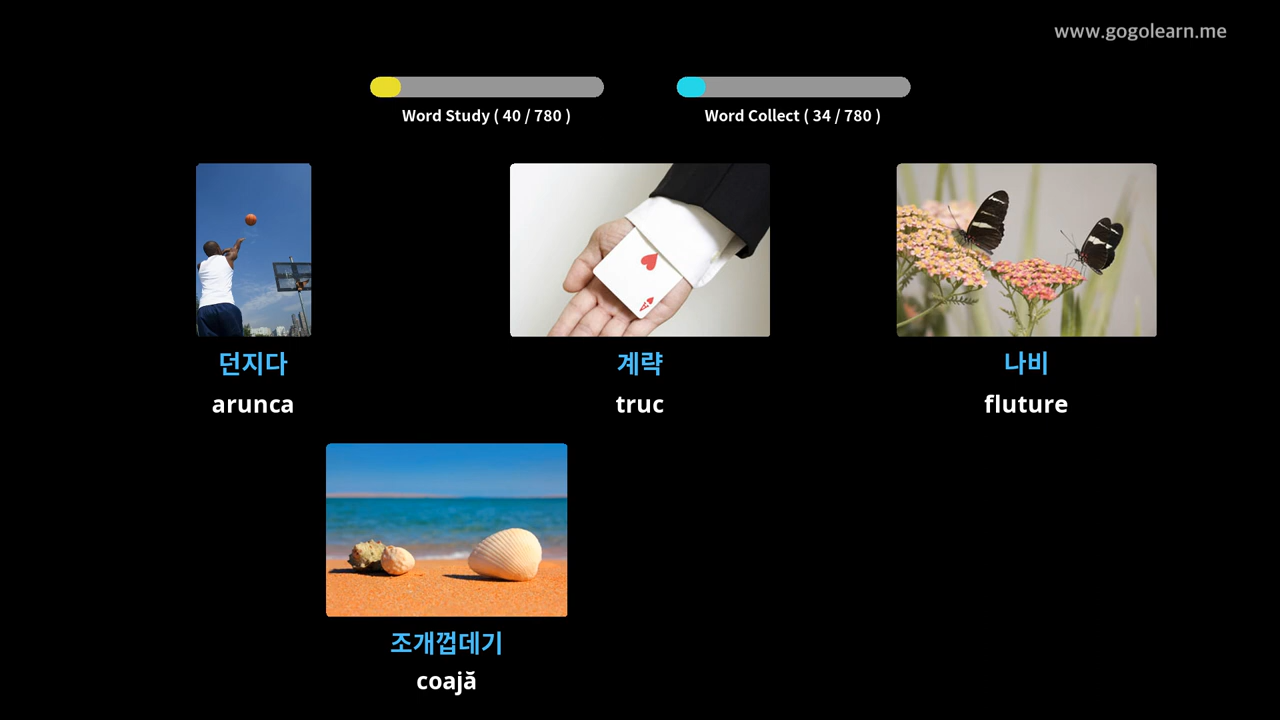 www.gogolearn.me
Word Study ( 40 / 780 )
Word Collect ( 34 / 780 )
던지다
arunca
계략
truc
나비
fluture
조개껍데기
coajă